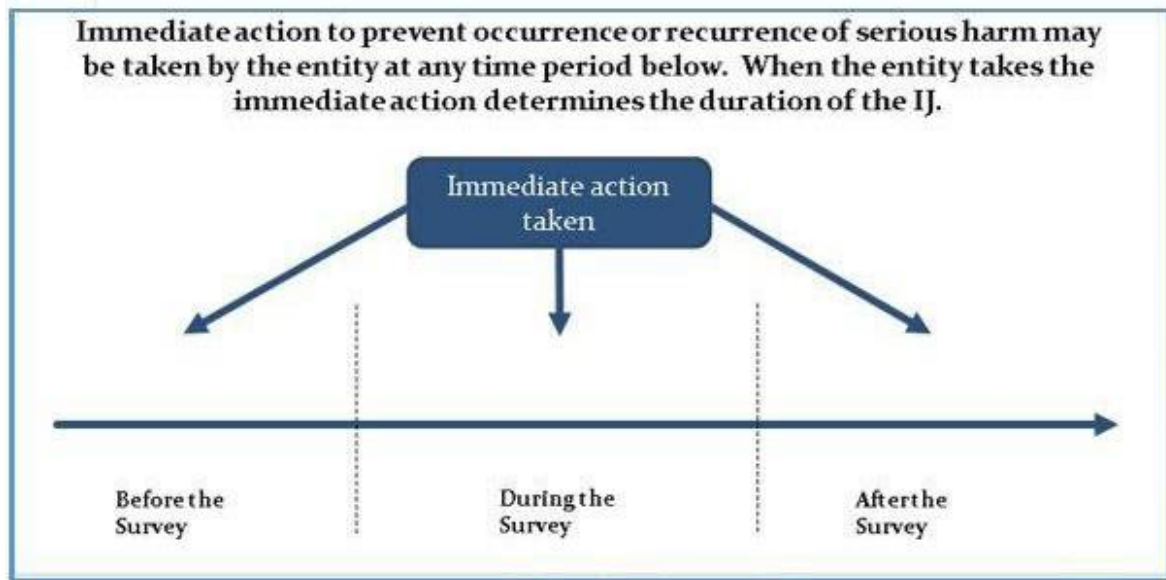 Immediate action to prevent occurrence or recurrence of serious harm may
be taken by the entity at any time period below. When the entity takes the
immediate action determines the duration of the IJ.
Immediate action
taken
Before the
Survey
During the
Survey
After the
Survey